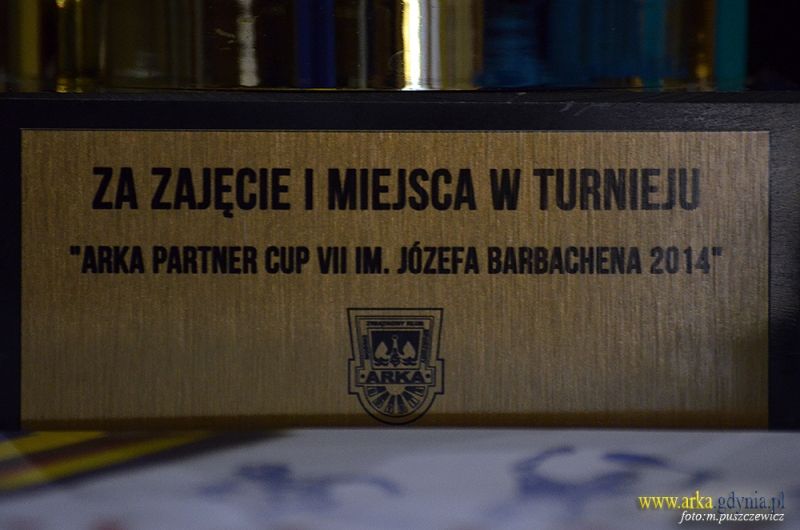 ZA ZAJĘCIE I MIEJSCA W TURNIEJU
"ARKA PARTNER CUP VII IM. JÓZEFA BARBACHENA 2014"
ARKA
www.arka.gdynia.pl
foto:m.puszczewicz